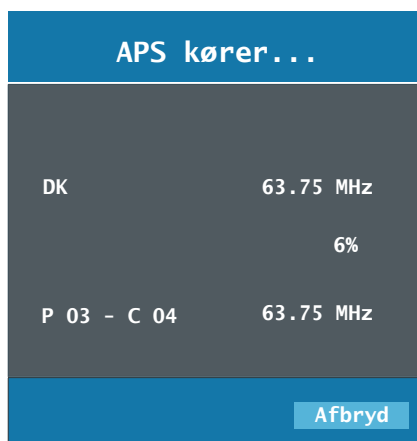 APS kører...
DK 63.75 MHz
6%
P 03 - C 04 63.75 MHz
Afbryd